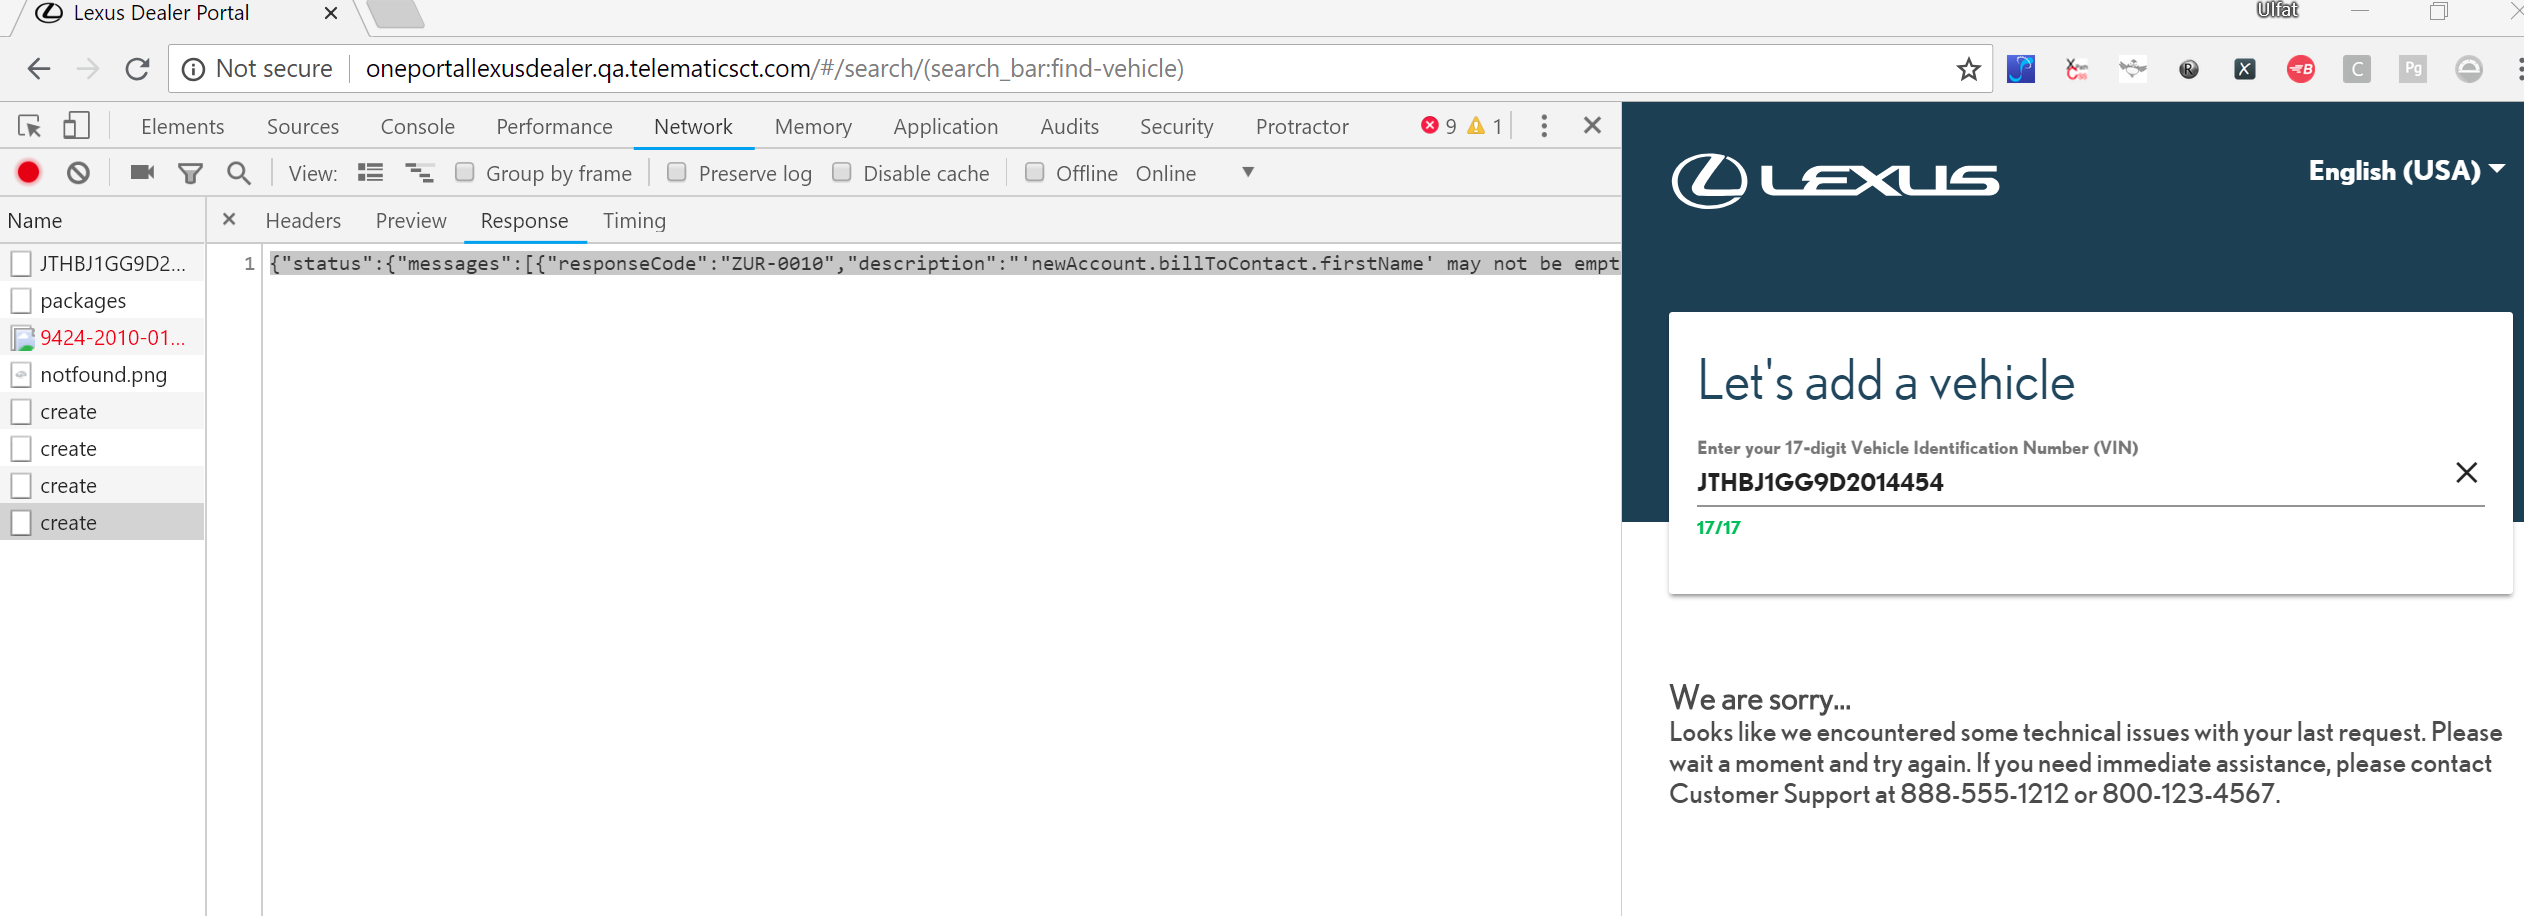 Lexus Dealer Portal
Ulfat
Not secure
oneportallexusdealer.qa.telematicsct.com/#/search/(search_bar:find-vehicle)
Elements Sources Console Performance Network Memory Application Audits Security Protractor 9 1
View: Group by frame Preserve log Disable cache Offline Online
Name
Headers Preview Response Timing
JTHBJ1GG9D2...
packages
9424-2010-01...
notfound.png
create
create
create
create
1 {"status":{"messages":[{"responseCode":"ZUR-0010","description":"'newAccount.billToContact.firstName' may not be empt
LEXUS
English (USA)
Let's add a vehicle
Enter your 17-digit Vehicle Identification Number (VIN)
JTHBJ1GG9D2014454
17/17
We are sorry...
Looks like we encountered some technical issues with your last request. Please
wait a moment and try again. If you need immediate assistance, please contact
Customer Support at 888-555-1212 or 800-123-4567.